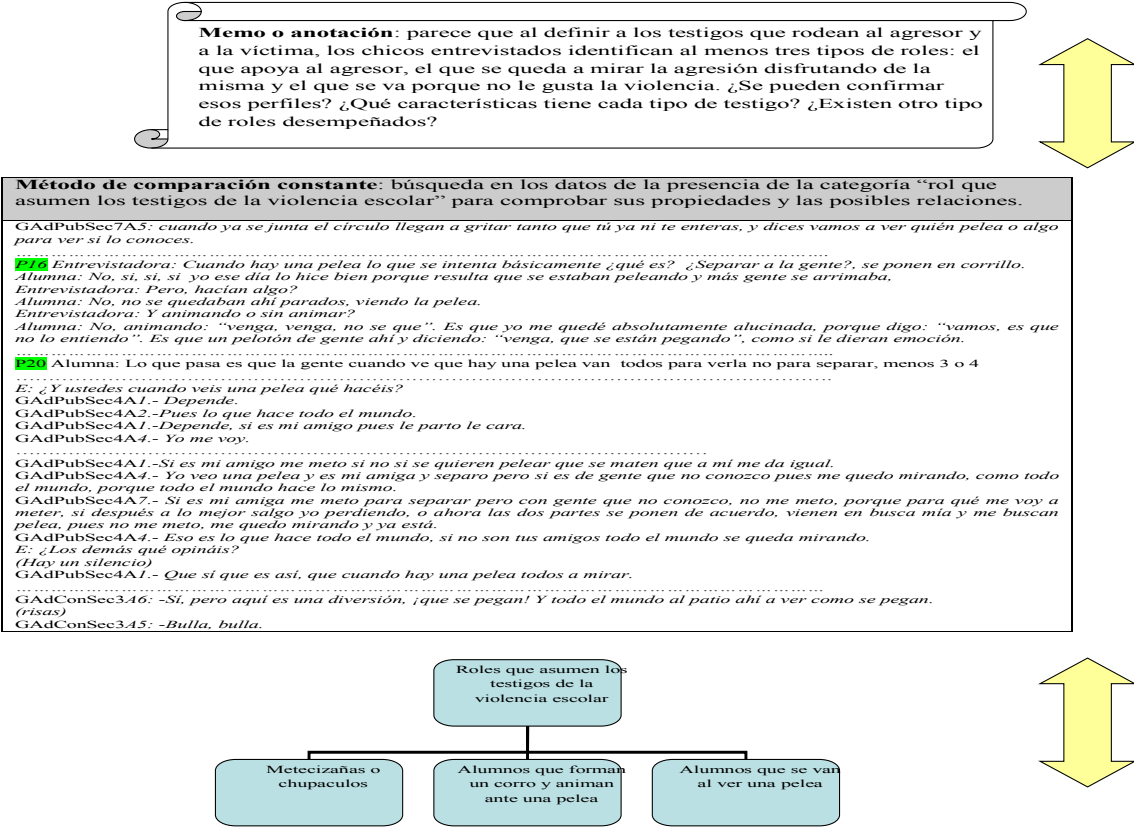 Memo o anotación: parece que al definir a los testigos que rodean al agresor y
a la víctima, los chicos entrevistados identifican al menos tres tipos de roles: el
que apoya al agresor, el que se queda a mirar la agresión disfrutando de la
misma y el que se va porque no le gusta la violencia. ¿Se pueden confirmar
esos perfiles? ¿Qué características tiene cada tipo de testigo? ¿Existen otro tipo
de roles desempeñados?
Método de comparación constante: búsqueda en los datos de la presencia de la categoría “rol que
asumen los testigos de la violencia escolar” para comprobar sus propiedades y las posibles relaciones.
GAdPubSec7A5: cuando ya se junta el círculo llegan a gritar tanto que tú ya ni te enteras, y dices vamos a ver quién pelea o algo
para ver si lo conoces.
P16 Entrevistadora: Cuando hay una pelea lo que se intenta básicamente ¿qué es? ¿Separar a la gente?, se ponen en corrillo.
Alumna: No, si, si, si yo ese día lo hice bien porque resulta que se estaban peleando y más gente se arrimaba,
Entrevistadora: Pero, hacían algo?
Alumna: No, no se quedaban ahí parados, viendo la pelea.
Entrevistadora: Y animando o sin animar?
Alumna: No, animando: “venga, venga, no se que”. Es que yo me quedé absolutamente alucinada, porque digo: “vamos, es que
no lo entiendo”. Es que un pelotón de gente ahí y diciendo: “venga, que se están pegando”, como si le dieran emoción.
P20 Alumna: Lo que pasa es que la gente cuando ve que hay una pelea van todos para verla no para separar, menos 3 o 4
E: ¿Y ustedes cuando veis una pelea qué hacéis?
GAdPubSec4A1.- Depende.
GAdPubSec4A2.-Pues lo que hace todo el mundo.
GAdPubSec4A1.-Depende, si es mi amigo pues le parto le cara.
GAdPubSec4A4.- Yo me voy.
GAdPubSec4A1.-Si es mi amigo me meto si no si se quieren pelear que se maten que a mí me da igual.
GAdPubSec4A4.- Yo veo una pelea y es mi amiga y separo pero si es de gente que no conozco pues me quedo mirando, como todo
el mundo, porque todo el mundo hace lo mismo.
GAdPubSec4A7.- Si es mi amiga me meto para separar pero con gente que no conozco, no me meto, porque para qué me voy a
meter, si después a lo mejor salgo yo perdiendo, o ahora las dos partes se ponen de acuerdo, vienen en busca mía y me buscan
pelea, pues no me meto, me quedo mirando y ya está.
GAdPubSec4A4.- Eso es lo que hace todo el mundo, si no son tus amigos todo el mundo se queda mirando.
E: ¿Los demás qué opináis?
(Hay un silencio)
GAdPubSec4A1.- Que sí que es así, que cuando hay una pelea todos a mirar.
GAdConSec3A6: -Sí, pero aquí es una diversión, ¡que se pegan! Y todo el mundo al patio ahí a ver como se pegan.
(risas)
GAdConSec3A5: -Bulla, bulla.
Roles que asumen los
testigos de la
violencia escolar
Metecizañas o
chupaculos
Alumnos que forman
un corro y animan
ante una pelea
Alumnos que se van
al ver una pelea